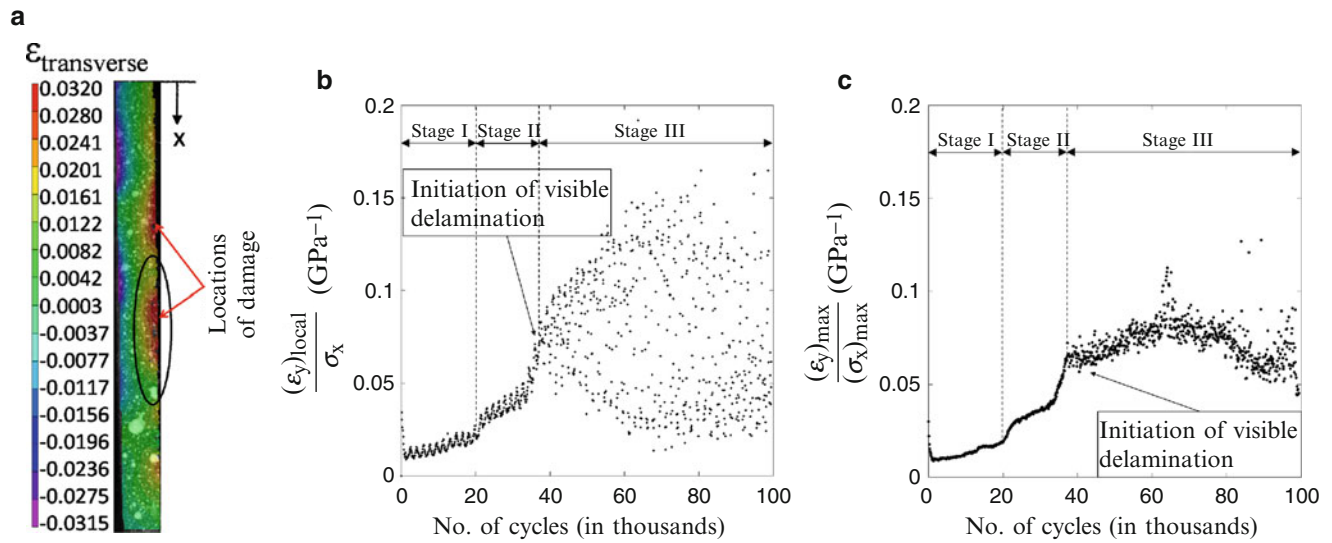 a
ε_transverse
0.0320
0.0280
0.0241
0.0201
0.0161
0.0122
0.0082
0.0042
0.0003
-0.0037
-0.0077
-0.0117
-0.0156
-0.0196
-0.0236
-0.0275
-0.0315
X
Locations
of damage
b
(ε_y)local
σ_x
(GPa⁻¹)
0.2
0.15
0.1
0.05
0
Stage I
Stage II
Stage III
Initiation of visible
delamination
0 20 40 60 80 100
No. of cycles (in thousands)
c
(ε_y)max
(σ_x)max
(GPa⁻¹)
0.2
0.15
0.1
0.05
0
Stage I
Stage II
Stage III
Initiation of visible
delamination
0 20 40 60 80 100
No. of cycles (in thousands)